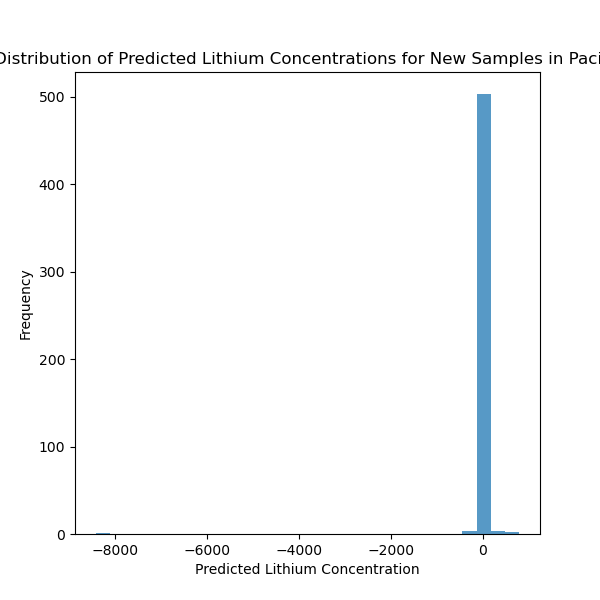 Distribution of Predicted Lithium Concentrations for New Samples in Paci
500
400
300
200
100
0
Frequency
−8000 −6000 −4000 −2000 0
Predicted Lithium Concentration